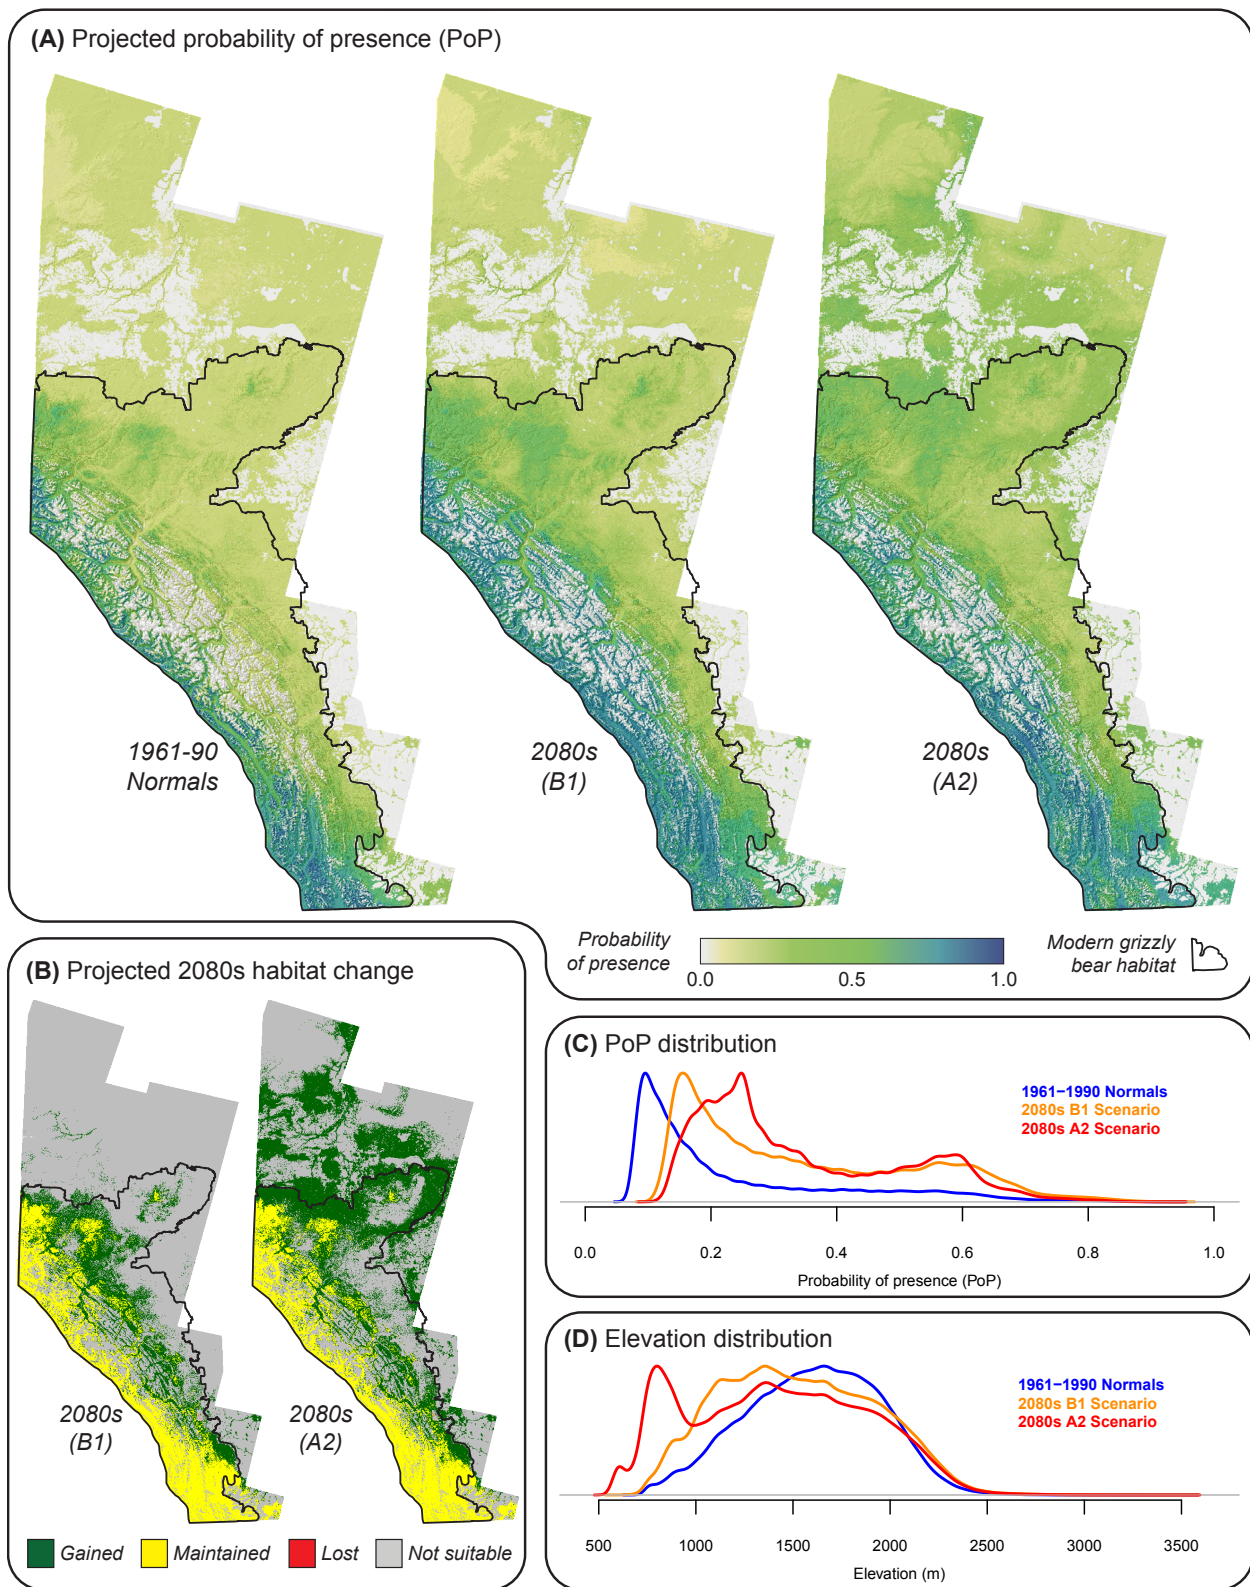 (A) Projected probability of presence (PoP)
1961-90
Normals
2080s
(B1)
2080s
(A2)
Probability
of presence
0.0
0.5
1.0
Modern grizzly
bear habitat
(B) Projected 2080s habitat change
2080s
(B1)
2080s
(A2)
Gained
Maintained
Lost
Not suitable
(C) PoP distribution
1961−1990 Normals
2080s B1 Scenario
2080s A2 Scenario
0.0
0.2
0.4
0.6
0.8
1.0
Probability of presence (PoP)
(D) Elevation distribution
1961−1990 Normals
2080s B1 Scenario
2080s A2 Scenario
500
1000
1500
2000
2500
3000
3500
Elevation (m)